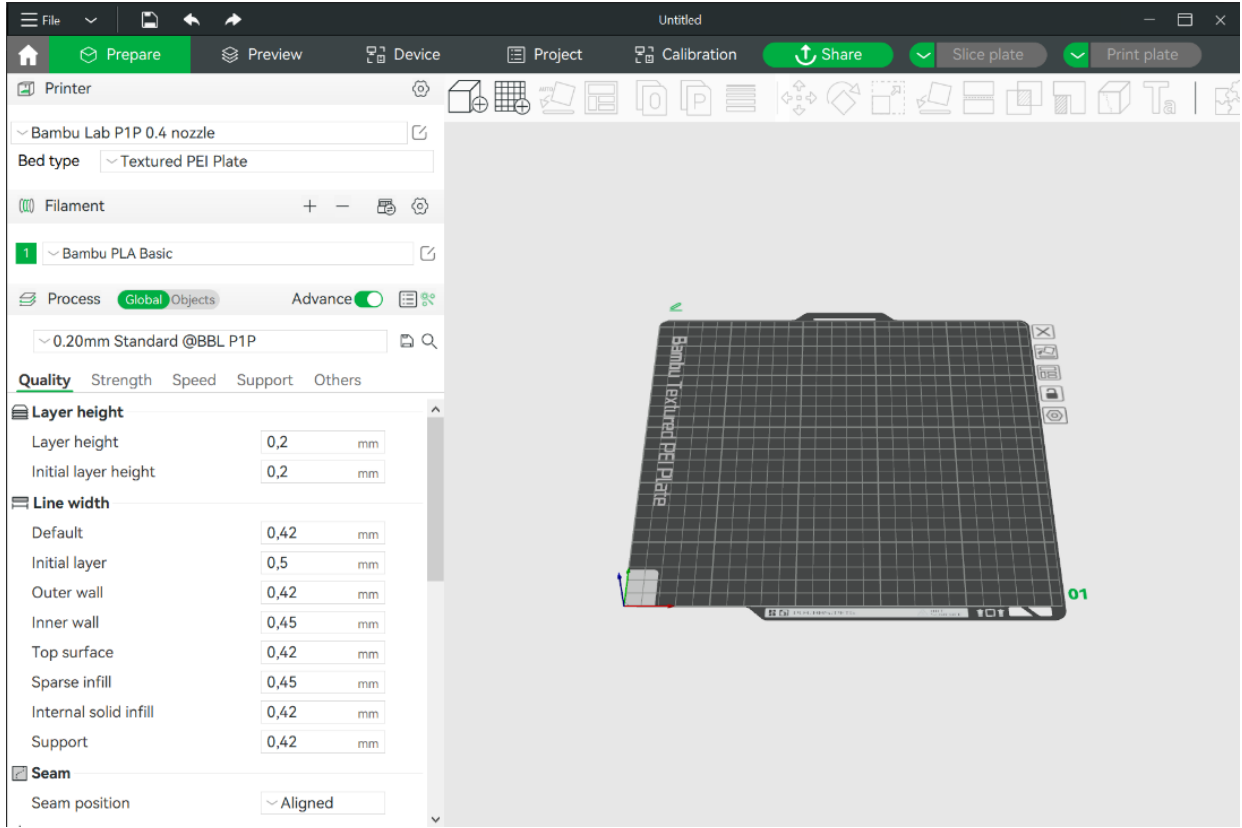 File
Untitled
Prepare
Preview
Device
Project
Calibration
Share
Slice plate
Print plate
Printer
Bambu Lab P1P 0.4 nozzle
Bed type
Textured PEI Plate
Filament
1
Bambu PLA Basic
Process
Global
Objects
Advance
0.20mm Standard @BBL P1P
Quality
Strength
Speed
Support
Others
Layer height
Layer height 0,2 mm
Initial layer height 0,2 mm
Line width
Default 0,42 mm
Initial layer 0,5 mm
Outer wall 0,42 mm
Inner wall 0,45 mm
Top surface 0,42 mm
Sparse infill 0,45 mm
Internal solid infill 0,42 mm
Support 0,42 mm
Seam
Seam position Aligned
AUTO
O
P
Ta
Bambu Textured PEI Plate
01